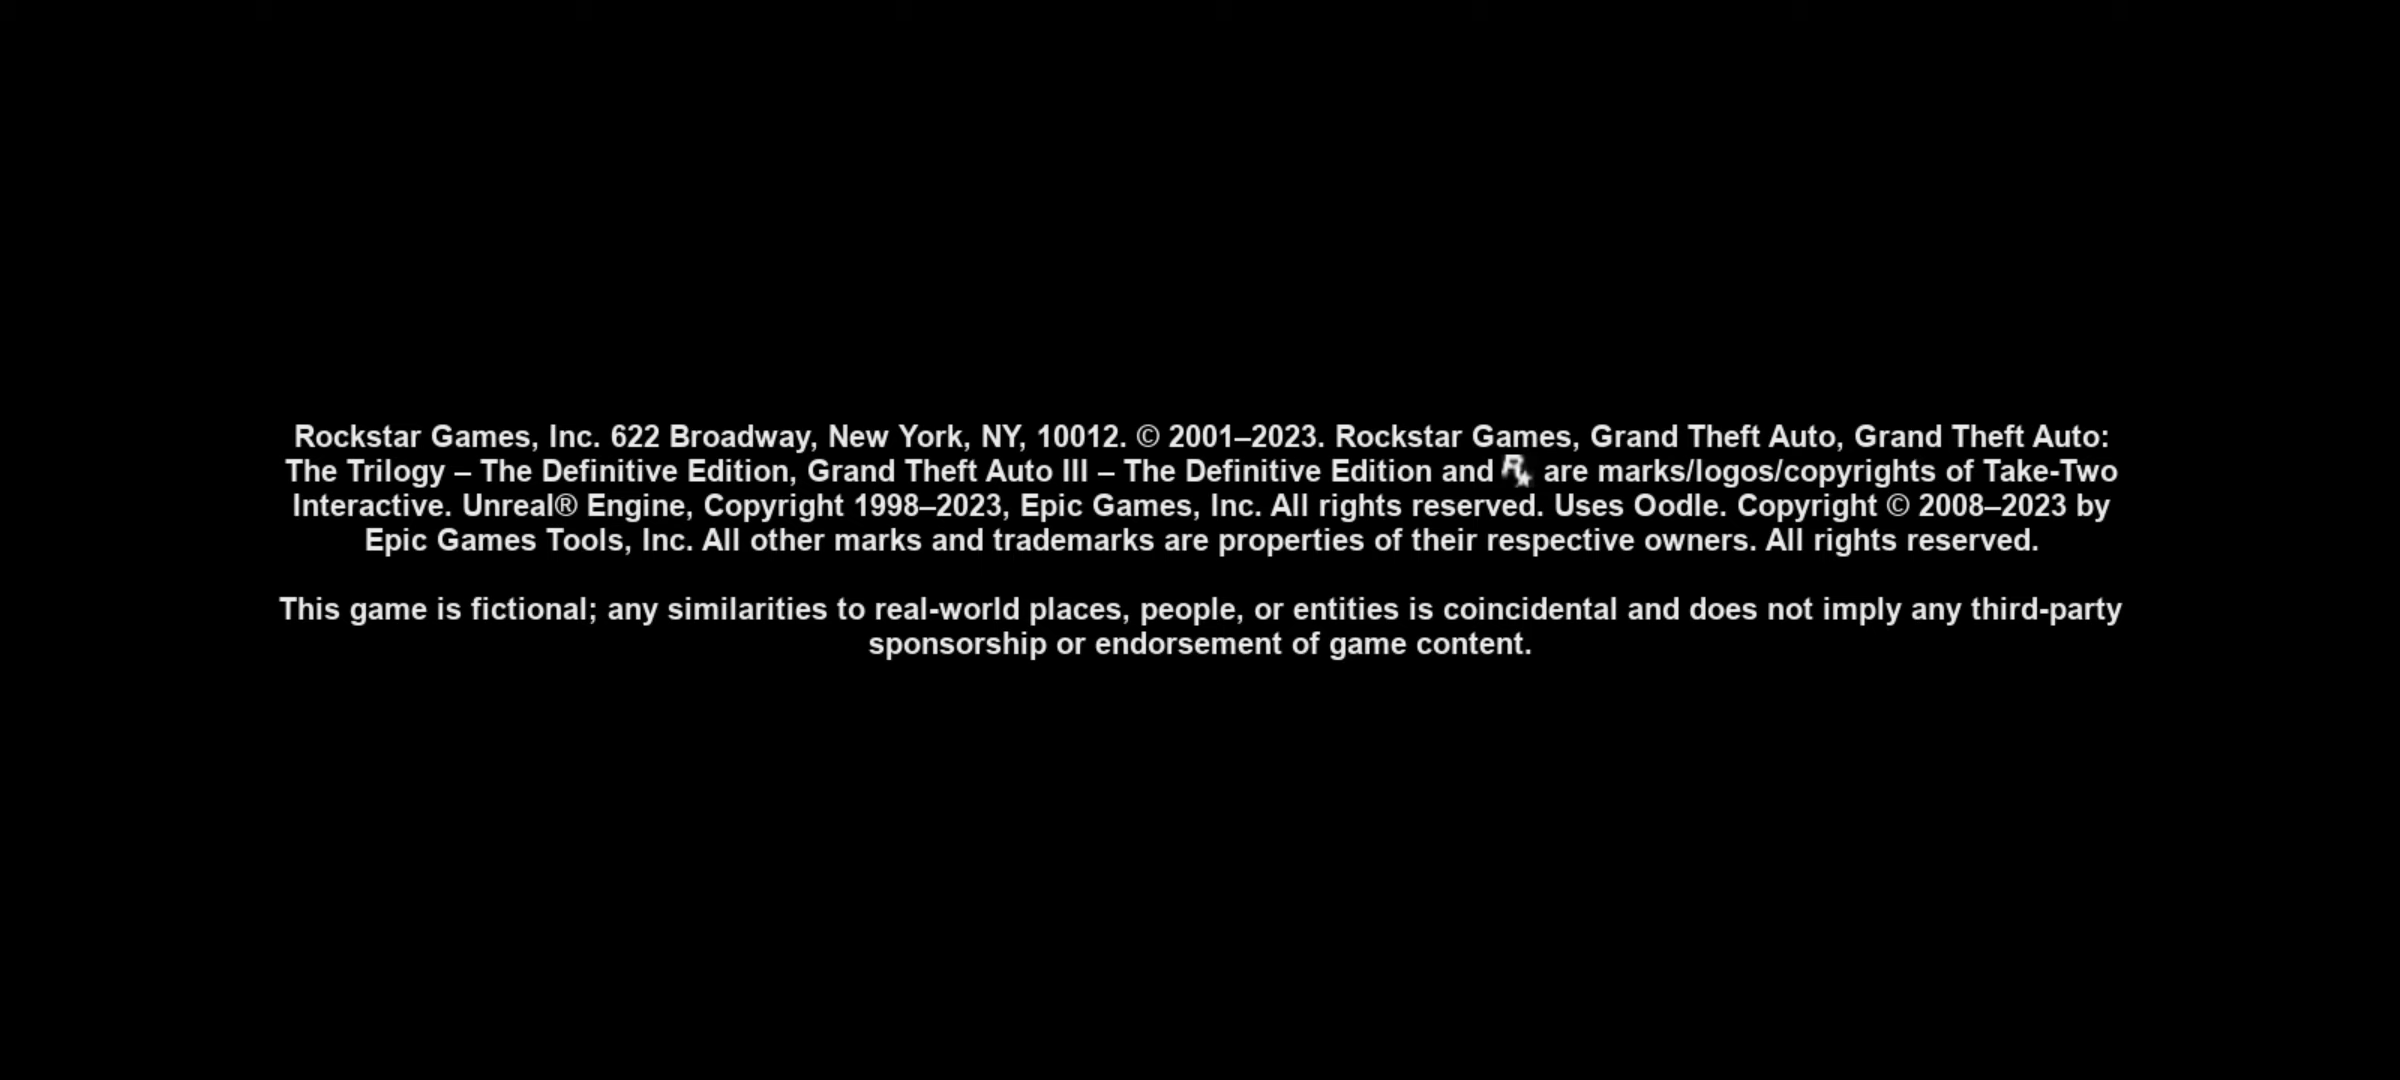 Rockstar Games, Inc. 622 Broadway, New York, NY, 10012. © 2001–2023. Rockstar Games, Grand Theft Auto, Grand Theft Auto:
The Trilogy – The Definitive Edition, Grand Theft Auto III – The Definitive Edition and R★ are marks/logos/copyrights of Take-Two
Interactive. Unreal® Engine, Copyright 1998–2023, Epic Games, Inc. All rights reserved. Uses Oodle. Copyright © 2008–2023 by
Epic Games Tools, Inc. All other marks and trademarks are properties of their respective owners. All rights reserved.
This game is fictional; any similarities to real-world places, people, or entities is coincidental and does not imply any third-party
sponsorship or endorsement of game content.